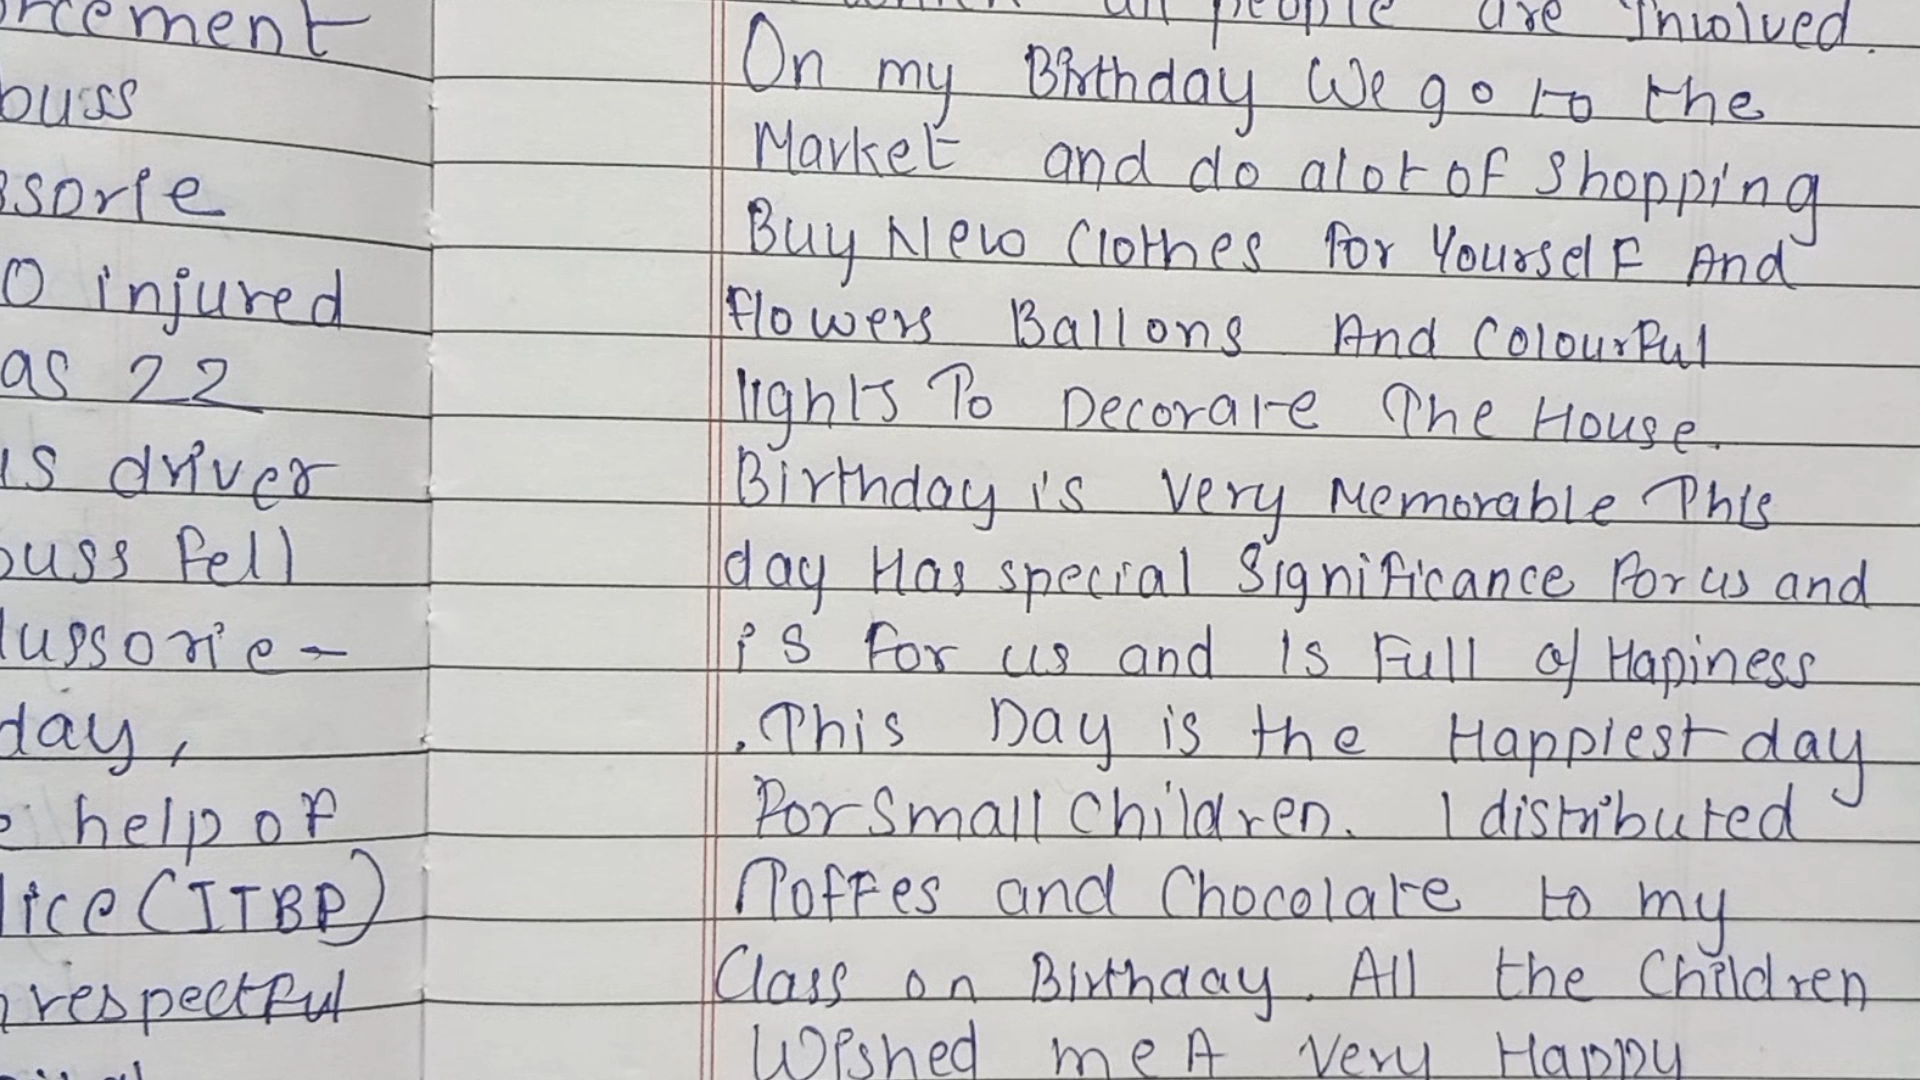 buss
injured
as 22
is driver
buss fell
day,
help of
(ITBP)
respectful
all people are involved.
On my Birthday We go to the
Market and do alot of Shopping
Buy New Clothes for Yourself And
Flowers Ballons And Colourful
lights To Decorate The House.
Birthday is Very Memorable This
day Has special Significance for us and
is for us and Is Full of Hapiness
.This Day is the Happiest day
For Small Children. I distributed
Toffes and Chocolate to my
Class on Birthday. All the Children
Wished me A Very Happy